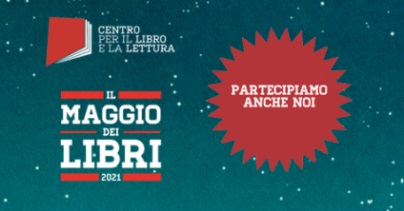 CENTRO
PER IL LIBRO
E LA LETTURA
IL
MAGGIO
DEI
LIBRI
2021
PARTECIPIAMO
ANCHE NOI